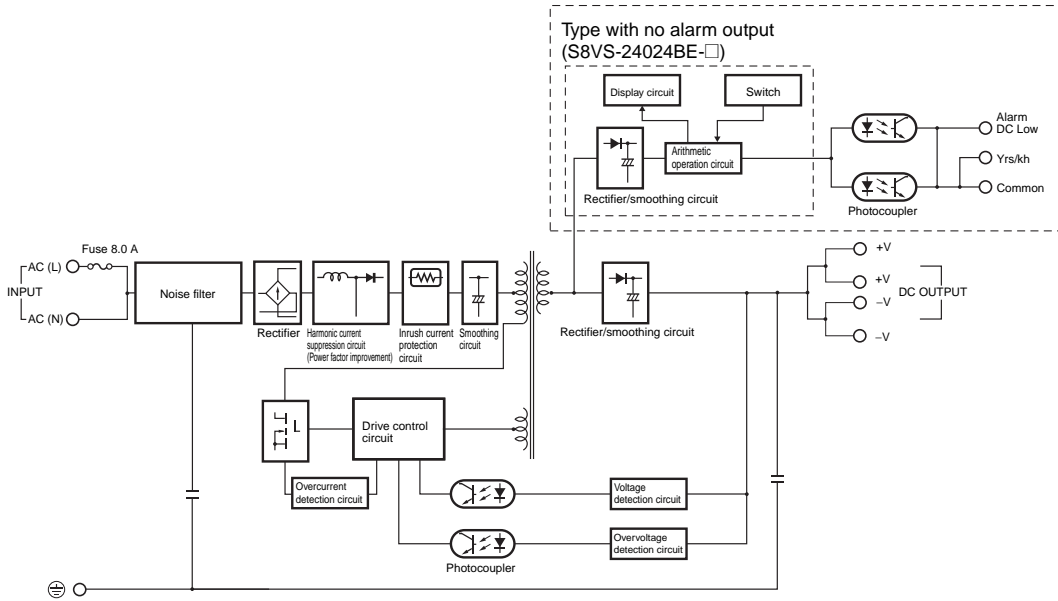 Type with no alarm output
(S8VS-24024BE-□)
Display circuit
Switch
Arithmetic
operation circuit
Rectifier/smoothing circuit
Alarm
DC Low
Yrs/kh
Common
Photocoupler
Fuse 8.0 A
AC (L)
INPUT
AC (N)
Noise filter
Rectifier
Harmonic current
suppression circuit
(Power factor improvement)
Inrush current
protection
circuit
Smoothing
circuit
Rectifier/smoothing circuit
+V
+V
DC OUTPUT
–V
–V
Drive control
circuit
Overcurrent
detection circuit
Voltage
detection circuit
Overvoltage
detection circuit
Photocoupler